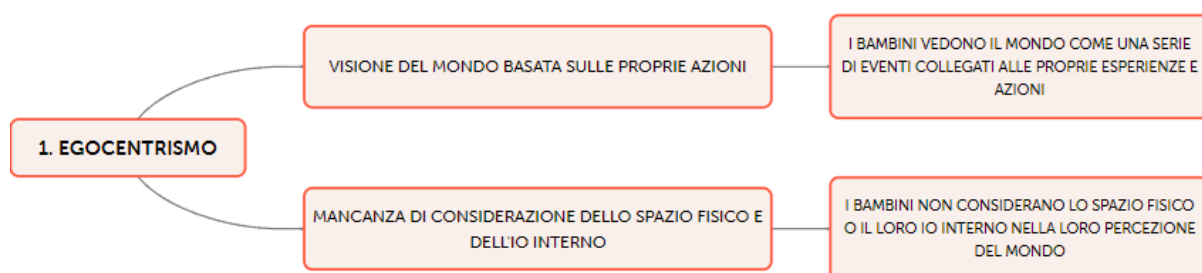 1. EGOCENTRISMO
VISIONE DEL MONDO BASATA SULLE PROPRIE AZIONI
I BAMBINI VEDONO IL MONDO COME UNA SERIE
DI EVENTI COLLEGATI ALLE PROPRIE ESPERIENZE E
AZIONI
MANCANZA DI CONSIDERAZIONE DELLO SPAZIO FISICO E
DELL'IO INTERNO
I BAMBINI NON CONSIDERANO LO SPAZIO FISICO
O IL LORO IO INTERNO NELLA LORO PERCEZIONE
DEL MONDO